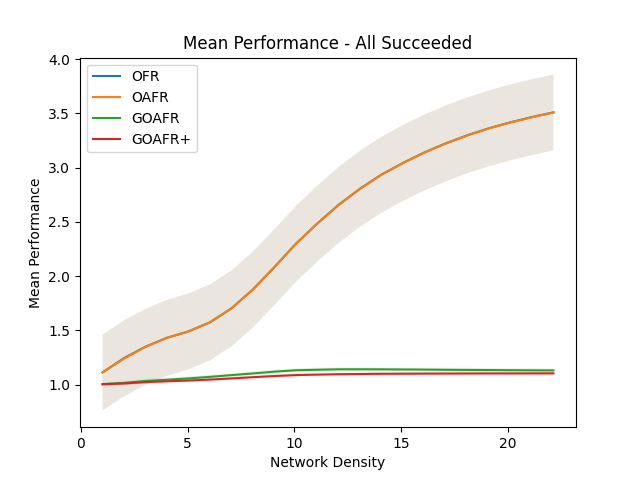 Mean Performance - All Succeeded
OFR
OAFR
GOAFR
GOAFR+
Mean Performance
4.0
3.5
3.0
2.5
2.0
1.5
1.0
0
5
10
15
20
Network Density